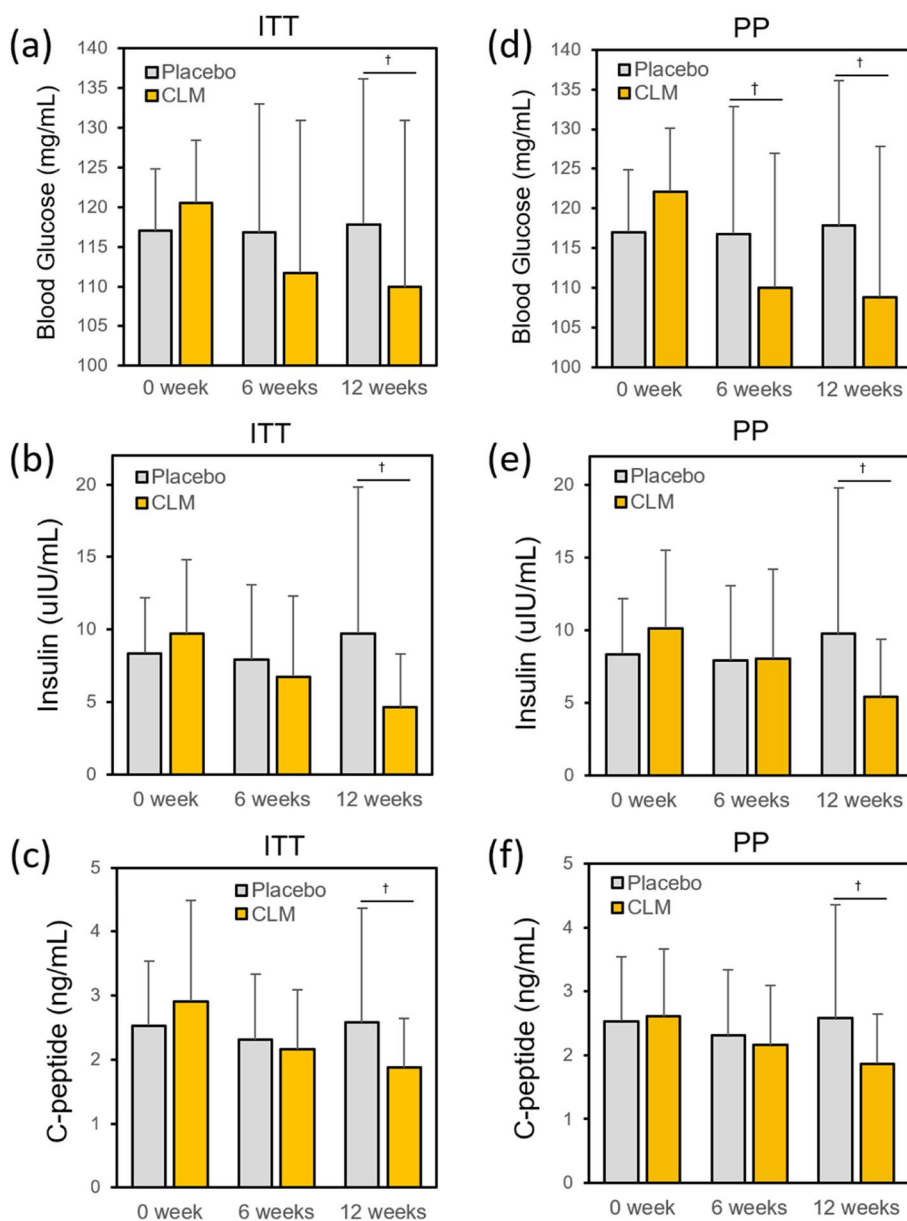 (a)
ITT
Blood Glucose (mg/mL)
140
135
130
125
120
115
110
105
100
Placebo
CLM
†
0 week 6 weeks 12 weeks
(d)
PP
Blood Glucose (mg/mL)
140
135
130
125
120
115
110
105
100
Placebo
CLM
†
†
0 week 6 weeks 12 weeks
(b)
ITT
Insulin (uIU/mL)
20
15
10
5
0
Placebo
CLM
†
0 week 6 weeks 12 weeks
(e)
PP
Insulin (uIU/mL)
20
15
10
5
0
Placebo
CLM
†
0 week 6 weeks 12 weeks
(c)
ITT
C-peptide (ng/mL)
5
4
3
2
1
0
Placebo
CLM
†
0 week 6 weeks 12 weeks
(f)
PP
C-peptide (ng/mL)
5
4
3
2
1
0
Placebo
CLM
†
0 week 6 weeks 12 weeks